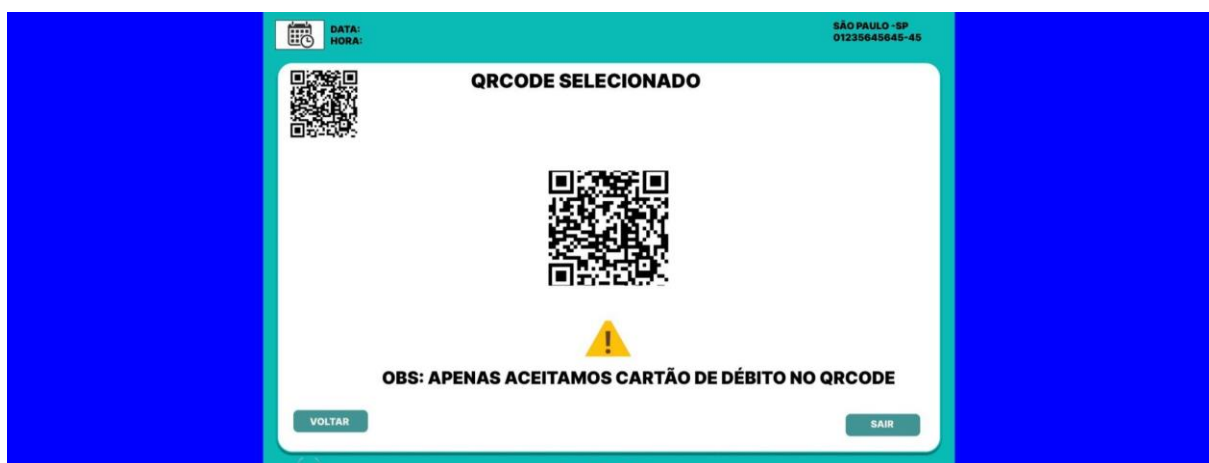 DATA:
HORA:
SÃO PAULO -SP
01235645645-45
QRCODE SELECIONADO
OBS: APENAS ACEITAMOS CARTÃO DE DÉBITO NO QRCODE
VOLTAR
SAIR